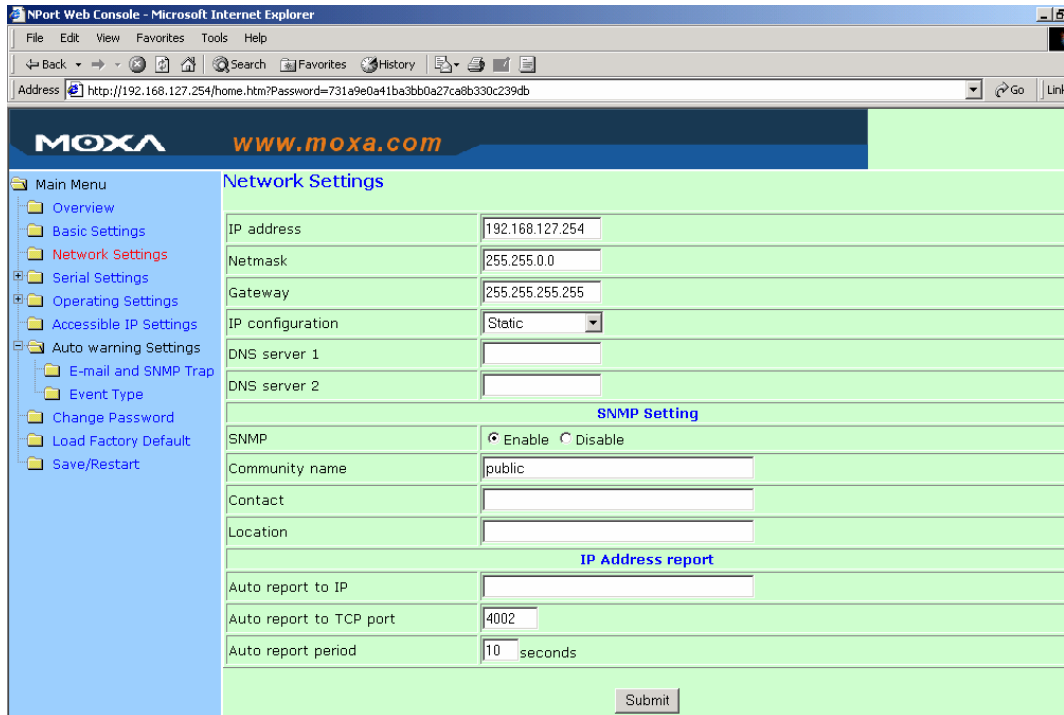 NPort Web Console - Microsoft Internet Explorer
File Edit View Favorites Tools Help
Back Search Favorites History
Address http://192.168.127.254/home.htm?Password=731a9e0a41ba3bb0a27ca8b330c239db Go Link
MOXA www.moxa.com
Main Menu
Overview
Basic Settings
Network Settings
Serial Settings
Operating Settings
Accessible IP Settings
Auto warning Settings
E-mail and SNMP Trap
Event Type
Change Password
Load Factory Default
Save/Restart
Network Settings
IP address 192.168.127.254
Netmask 255.255.0.0
Gateway 255.255.255.255
IP configuration Static
DNS server 1
DNS server 2
SNMP Setting
SNMP Enable Disable
Community name public
Contact
Location
IP Address report
Auto report to IP
Auto report to TCP port 4002
Auto report period 10 seconds
Submit